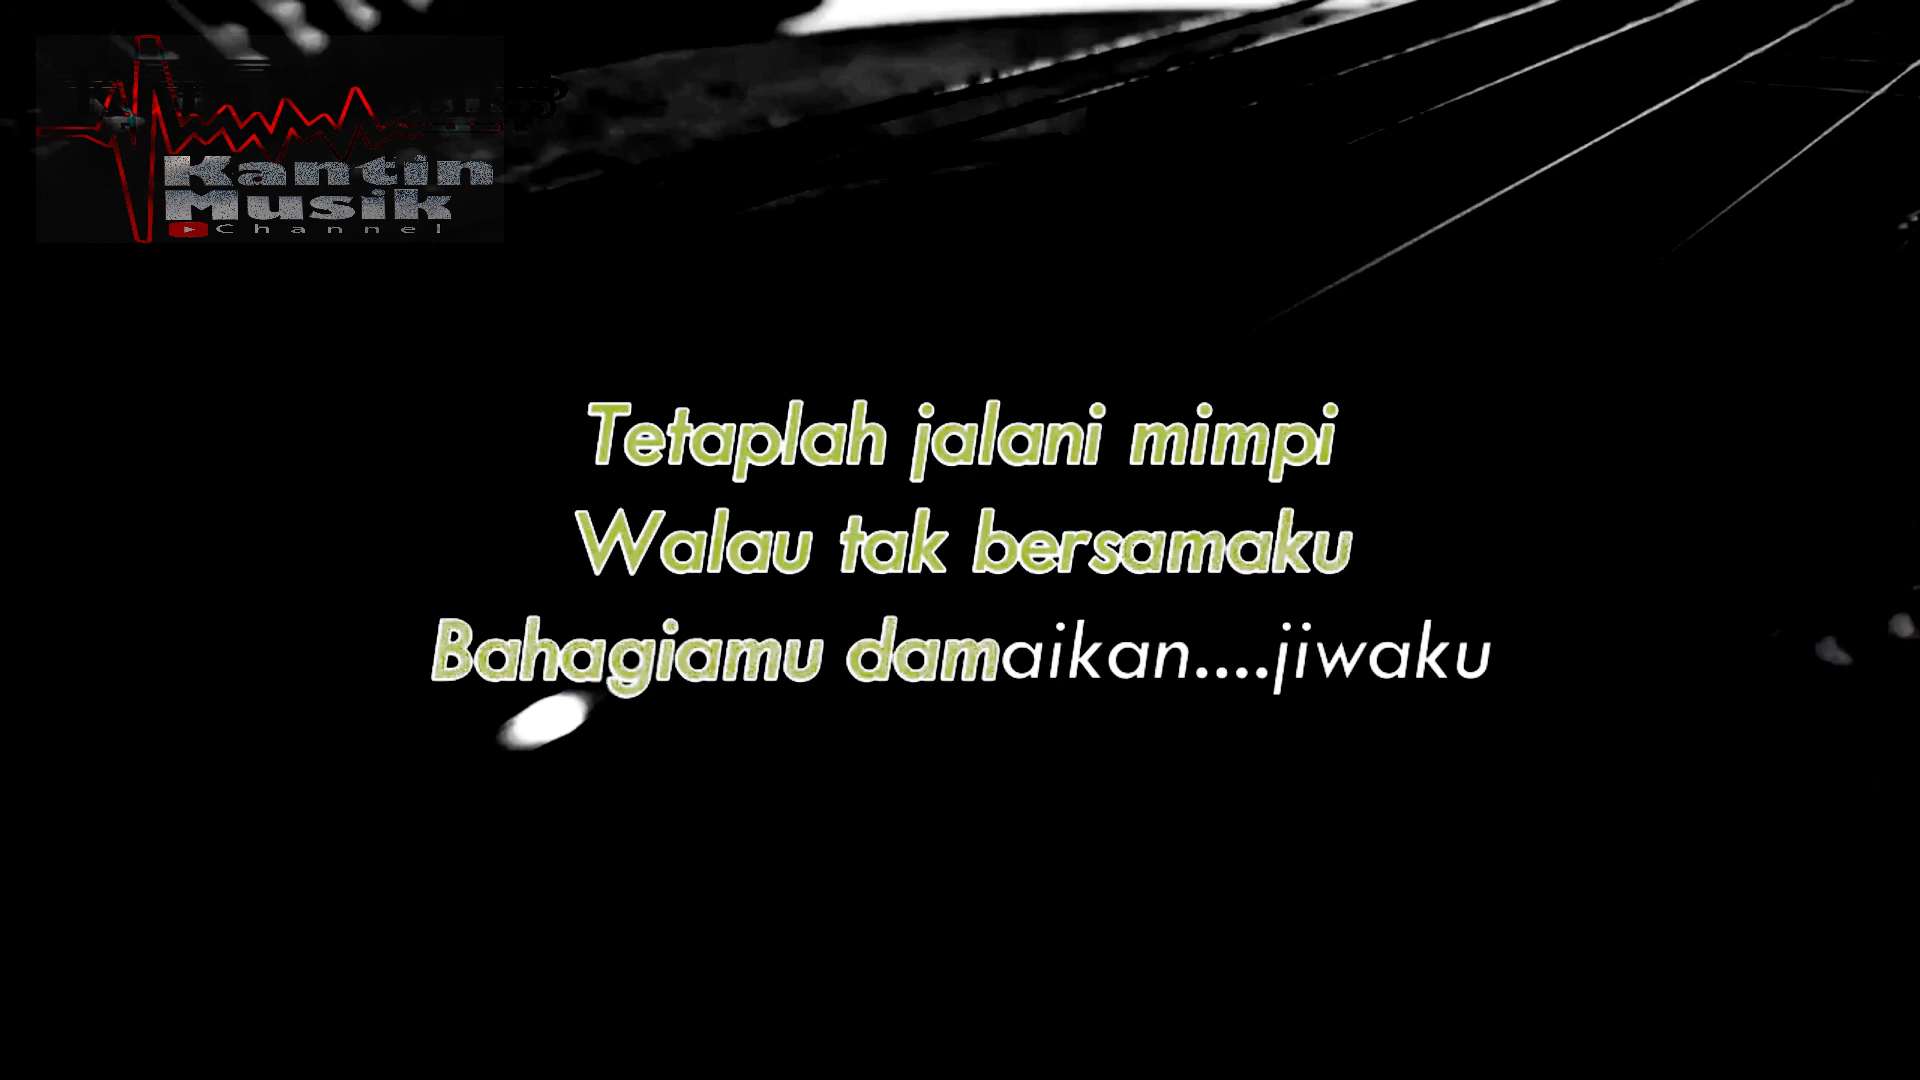 Kantin
Musik
Channel
Tetaplah jalani mimpi
Walau tak bersamaku
Bahagiamu damaikan....jiwaku